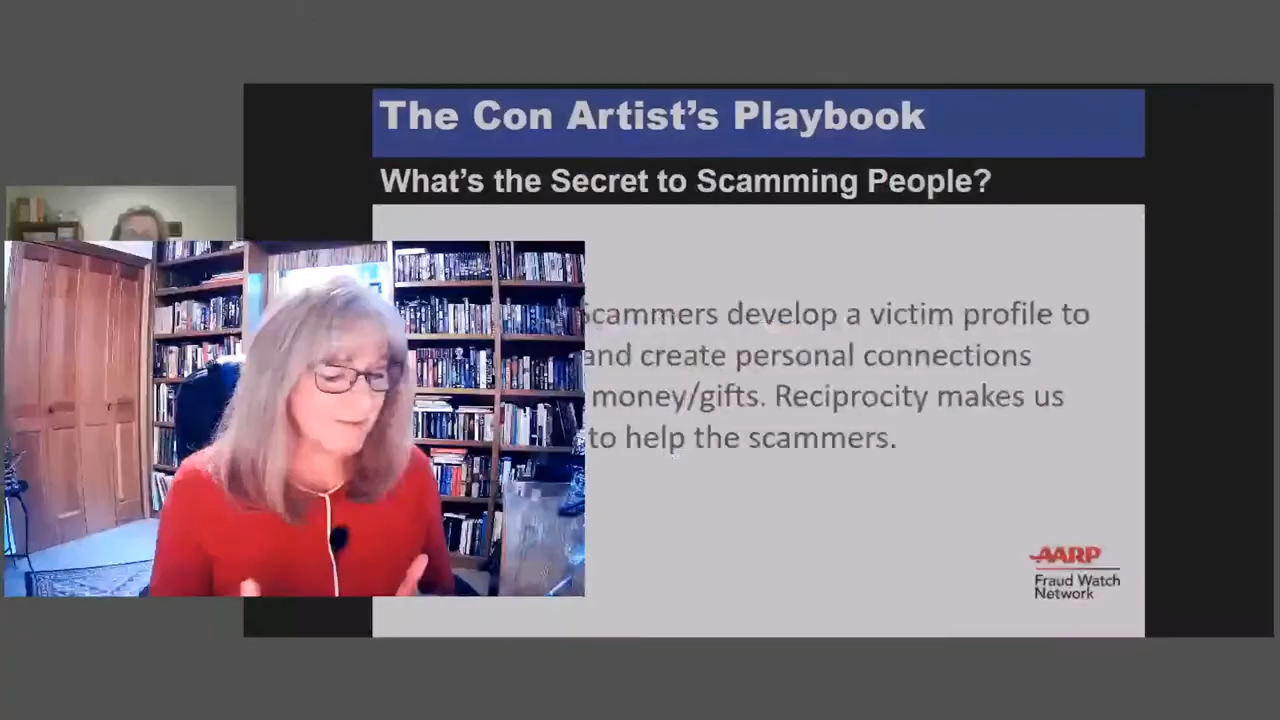 The Con Artist's Playbook
What's the Secret to Scamming People?
Scammers develop a victim profile to
and create personal connections
money/gifts. Reciprocity makes us
to help the scammers.
AARP
Fraud Watch
Network